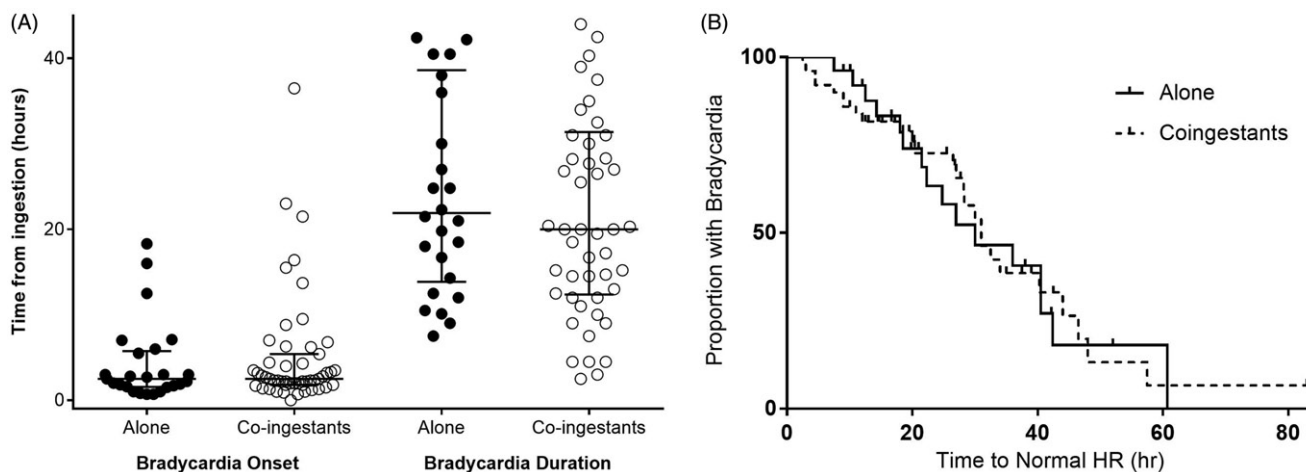 (A)
Time from ingestion (hours)
40
20
0
Alone
Co-ingestants
Alone
Co-ingestants
Bradycardia Onset
Bradycardia Duration
(B)
Proportion with Bradycardia
100
50
0
Alone
Coingestants
0
20
40
60
80
Time to Normal HR (hr)